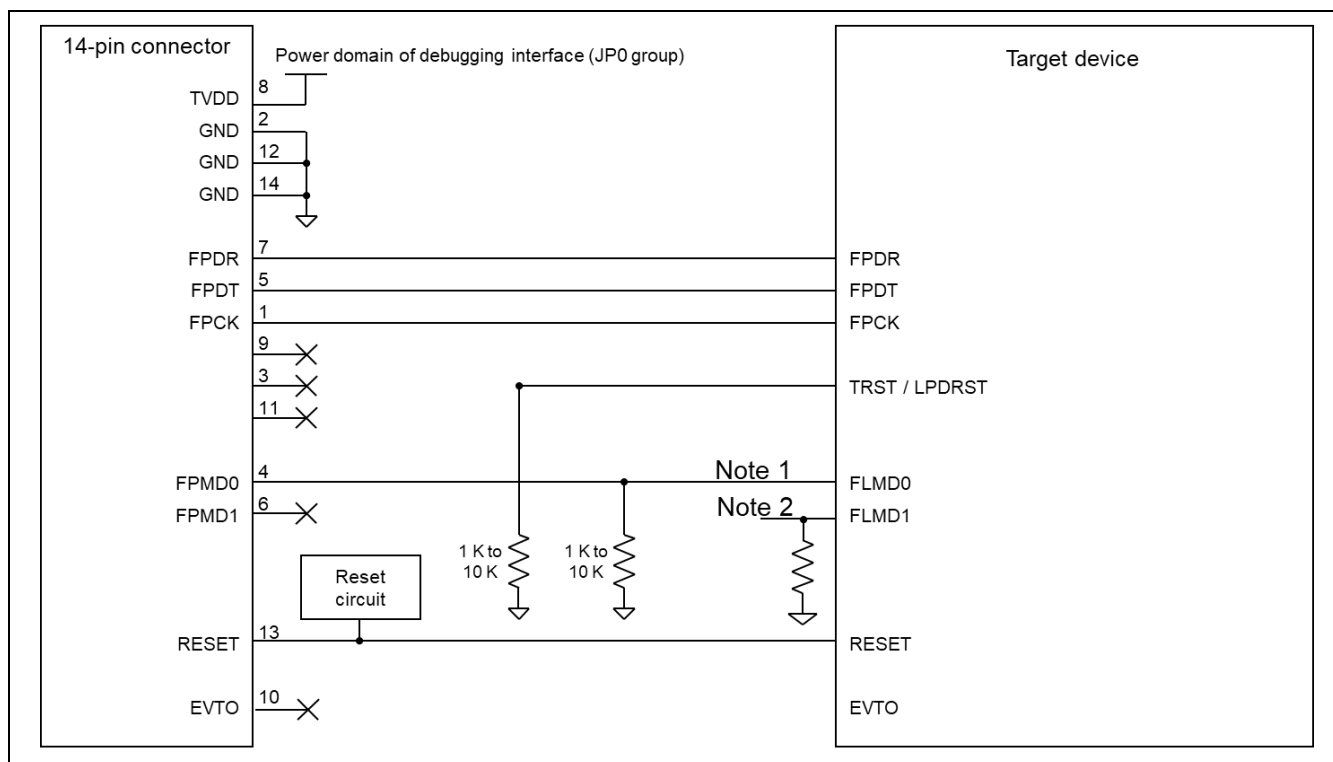 14-pin connector
Power domain of debugging interface (JP0 group)
Target device
TVDD 8
GND 2
GND 12
GND 14
FPDR 7 FPDR
FPDT 5 FPDT
FPCK 1 FPCK
9
3 TRST / LPDRST
11
FPMD0 4 Note 1 FLMD0
FPMD1 6 Note 2 FLMD1
1 K to
10 K
1 K to
10 K
Reset
circuit
RESET 13 RESET
EVTO 10 EVTO